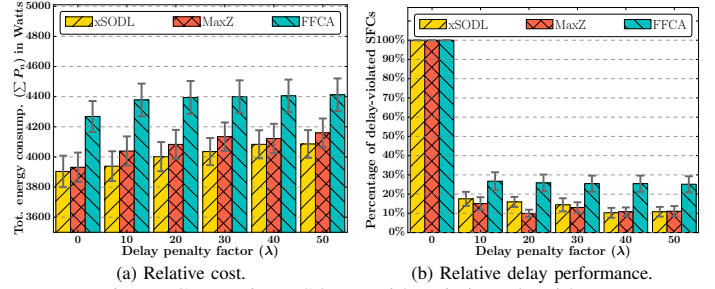 xSODL MaxZ FFCA
Tot. energy consump. (∑ Pn) in Watts
5000
4800
4600
4400
4200
4000
3800
3600
0 10 20 30 40 50
Delay penalty factor (λ)
(a) Relative cost.
xSODL MaxZ FFCA
Percentage of delay-violated SFCs
100%
90%
80%
70%
60%
50%
40%
30%
20%
10%
0%
0 10 20 30 40 50
Delay penalty factor (λ)
(b) Relative delay performance.